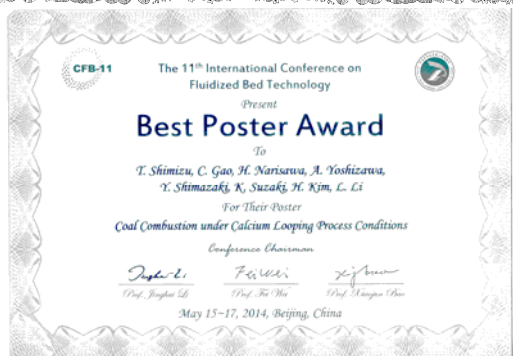 CFB-11
The 11th International Conference on
Fluidized Bed Technology
Present
Best Poster Award
To
T. Shimizu, C. Gao, H. Narisawa, A. Yoshizawa,
Y. Shimazaki, K. Suzaki, H. Kim, L. Li
For Their Poster
Coal Combustion under Calcium Looping Process Conditions
Conference Chairman
Prof. Jinghai Li Prof. Fei Wei Prof. Xiaojun Bao
May 15-17, 2014, Beijing, China